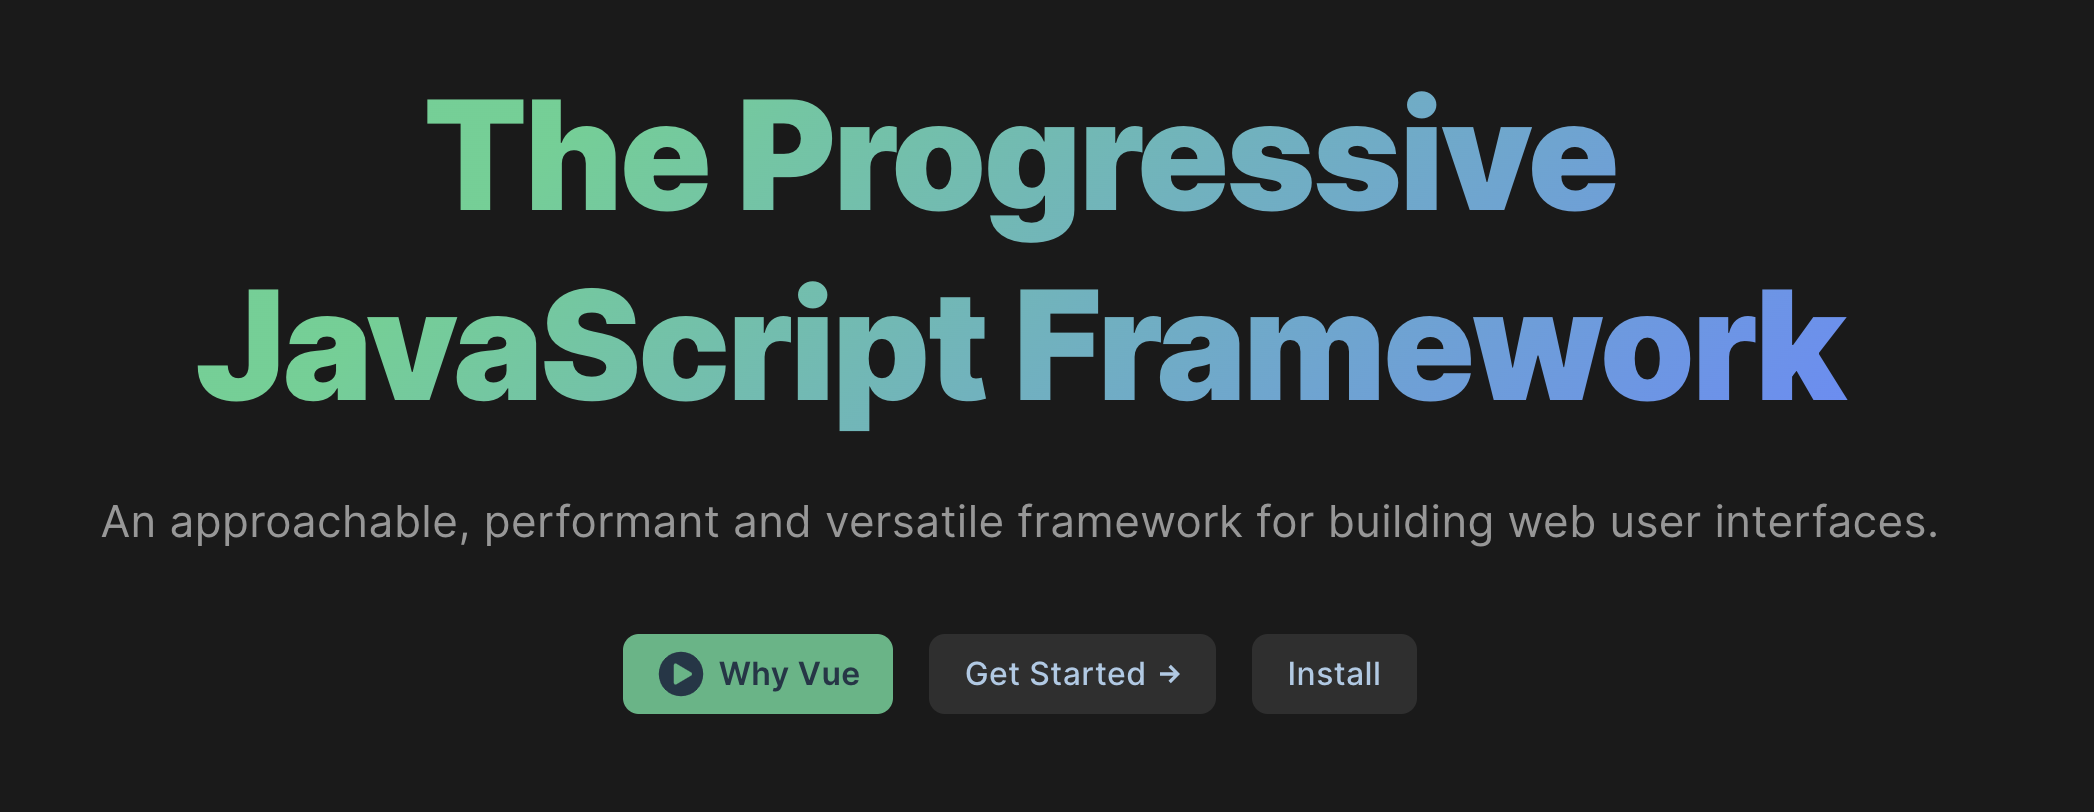 The Progressive
JavaScript Framework
An approachable, performant and versatile framework for building web user interfaces.
Why Vue
Get Started →
Install